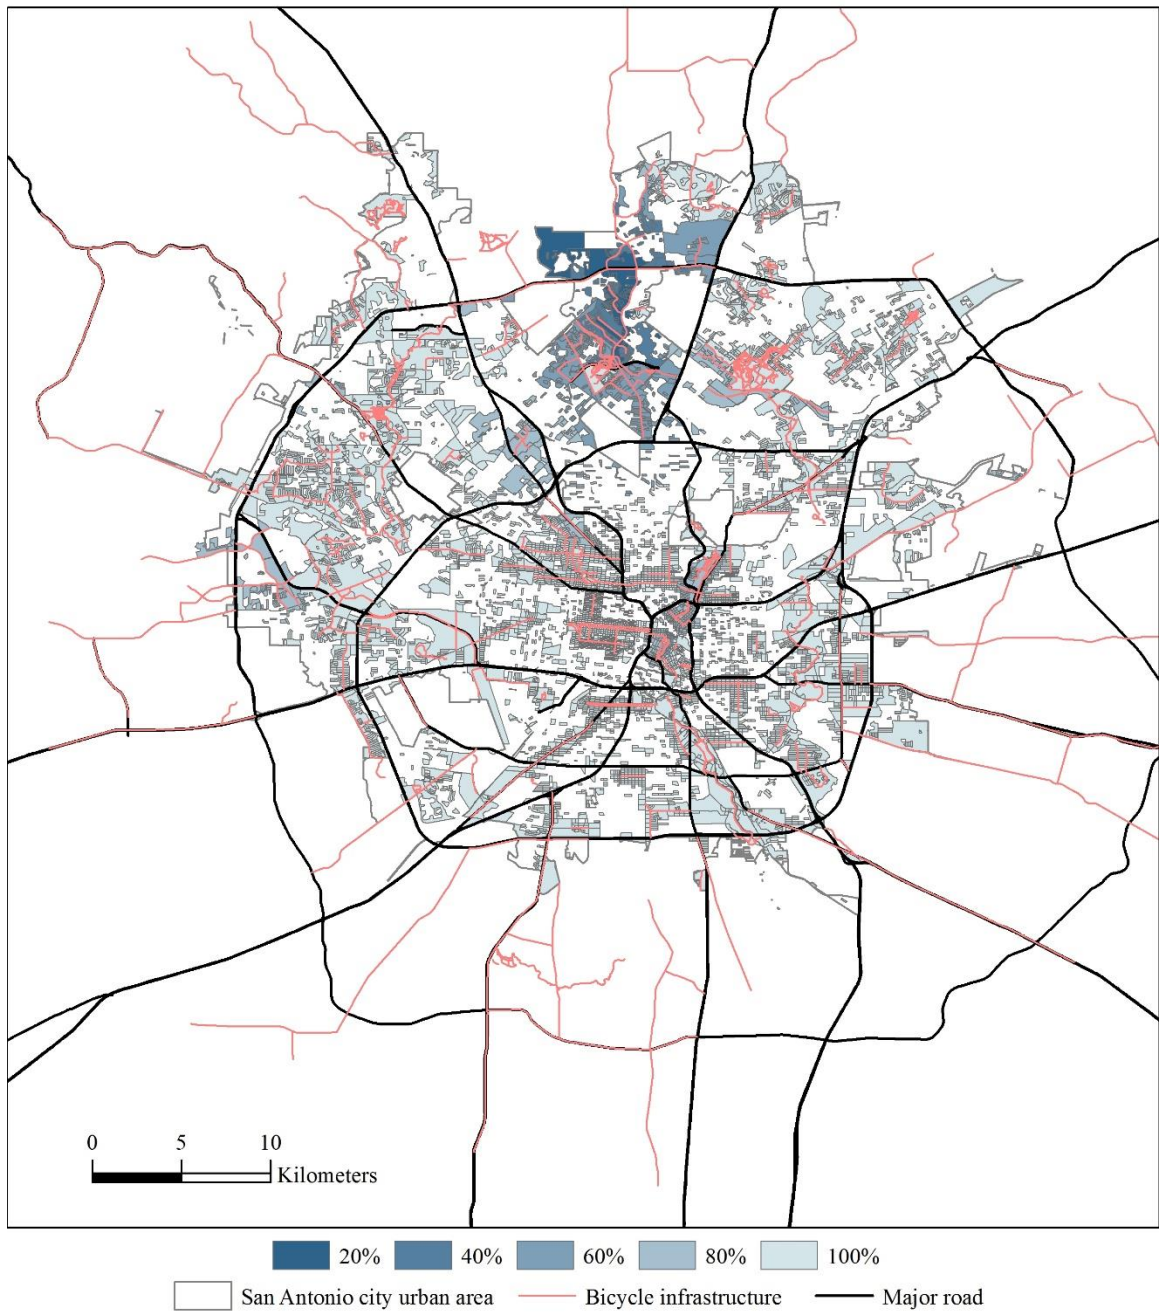 0 5 10
Kilometers
20% 40% 60% 80% 100%
San Antonio city urban area Bicycle infrastructure Major road